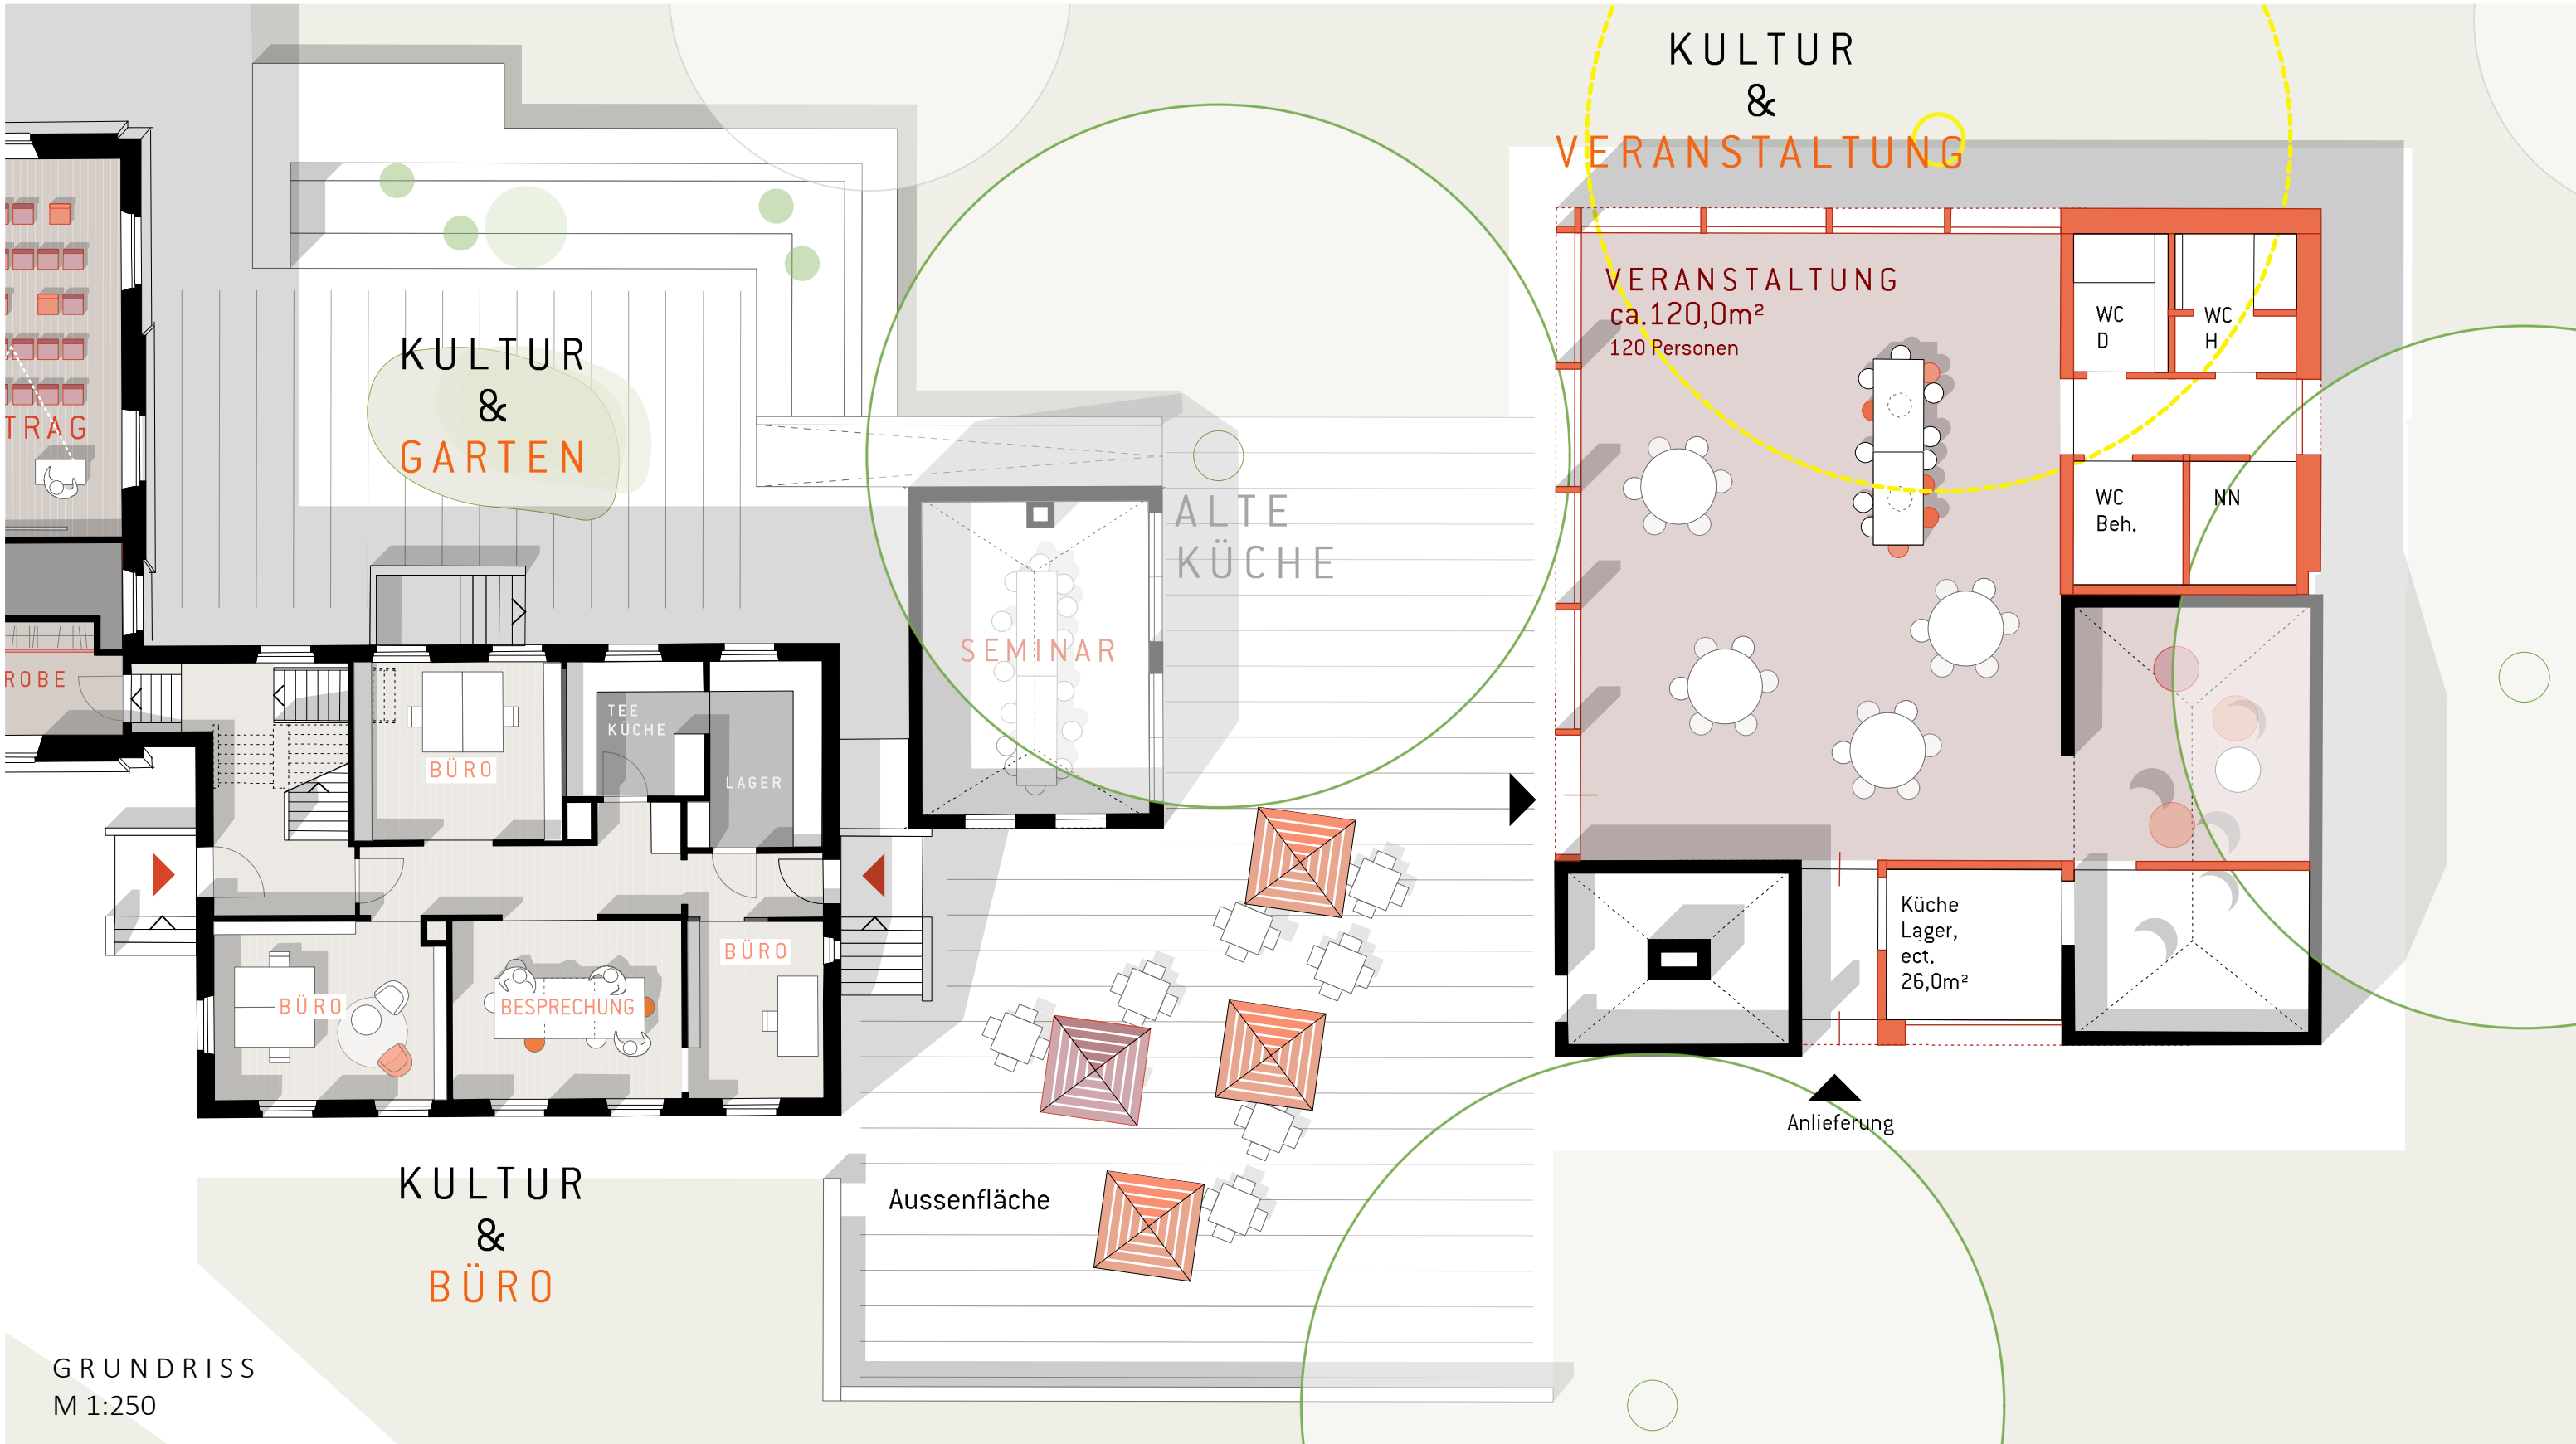 KULTUR
&
VERANSTALTUNG
VERANSTALTUNG
ca.120,0m²
120 Personen
WC
D
WC
H
WC
Beh.
NN
KULTUR
&
GARTEN
TRAG
ROBE
ALTE
KÜCHE
SEMINAR
TEE
KÜCHE
BÜRO
LAGER
BÜRO
BÜRO
BESPRECHUNG
Küche
Lager,
ect.
26,0m²
Anlieferung
Aussenfläche
KULTUR
&
BÜRO
GRUNDRISS
M 1:250